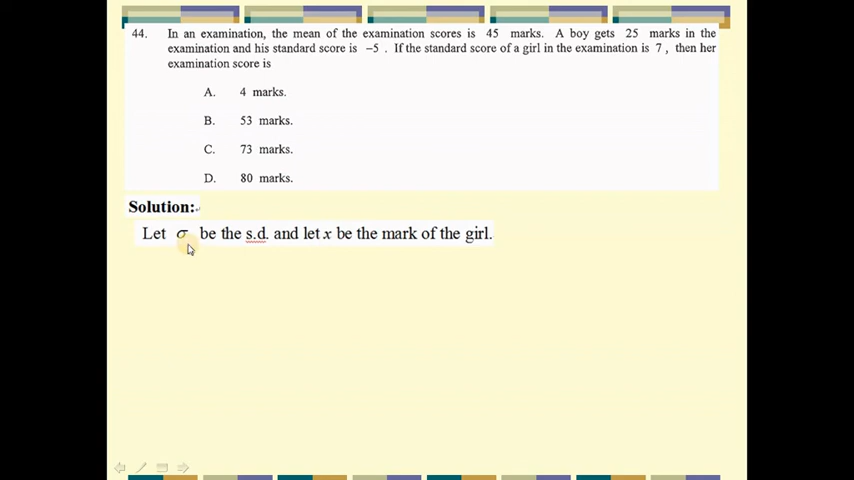 44. In an examination, the mean of the examination scores is 45 marks. A boy gets 25 marks in the
examination and his standard score is −5 . If the standard score of a girl in the examination is 7 , then her
examination score is
A. 4 marks.
B. 53 marks.
C. 73 marks.
D. 80 marks.
Solution:
Let σ be the s.d. and let x be the mark of the girl.